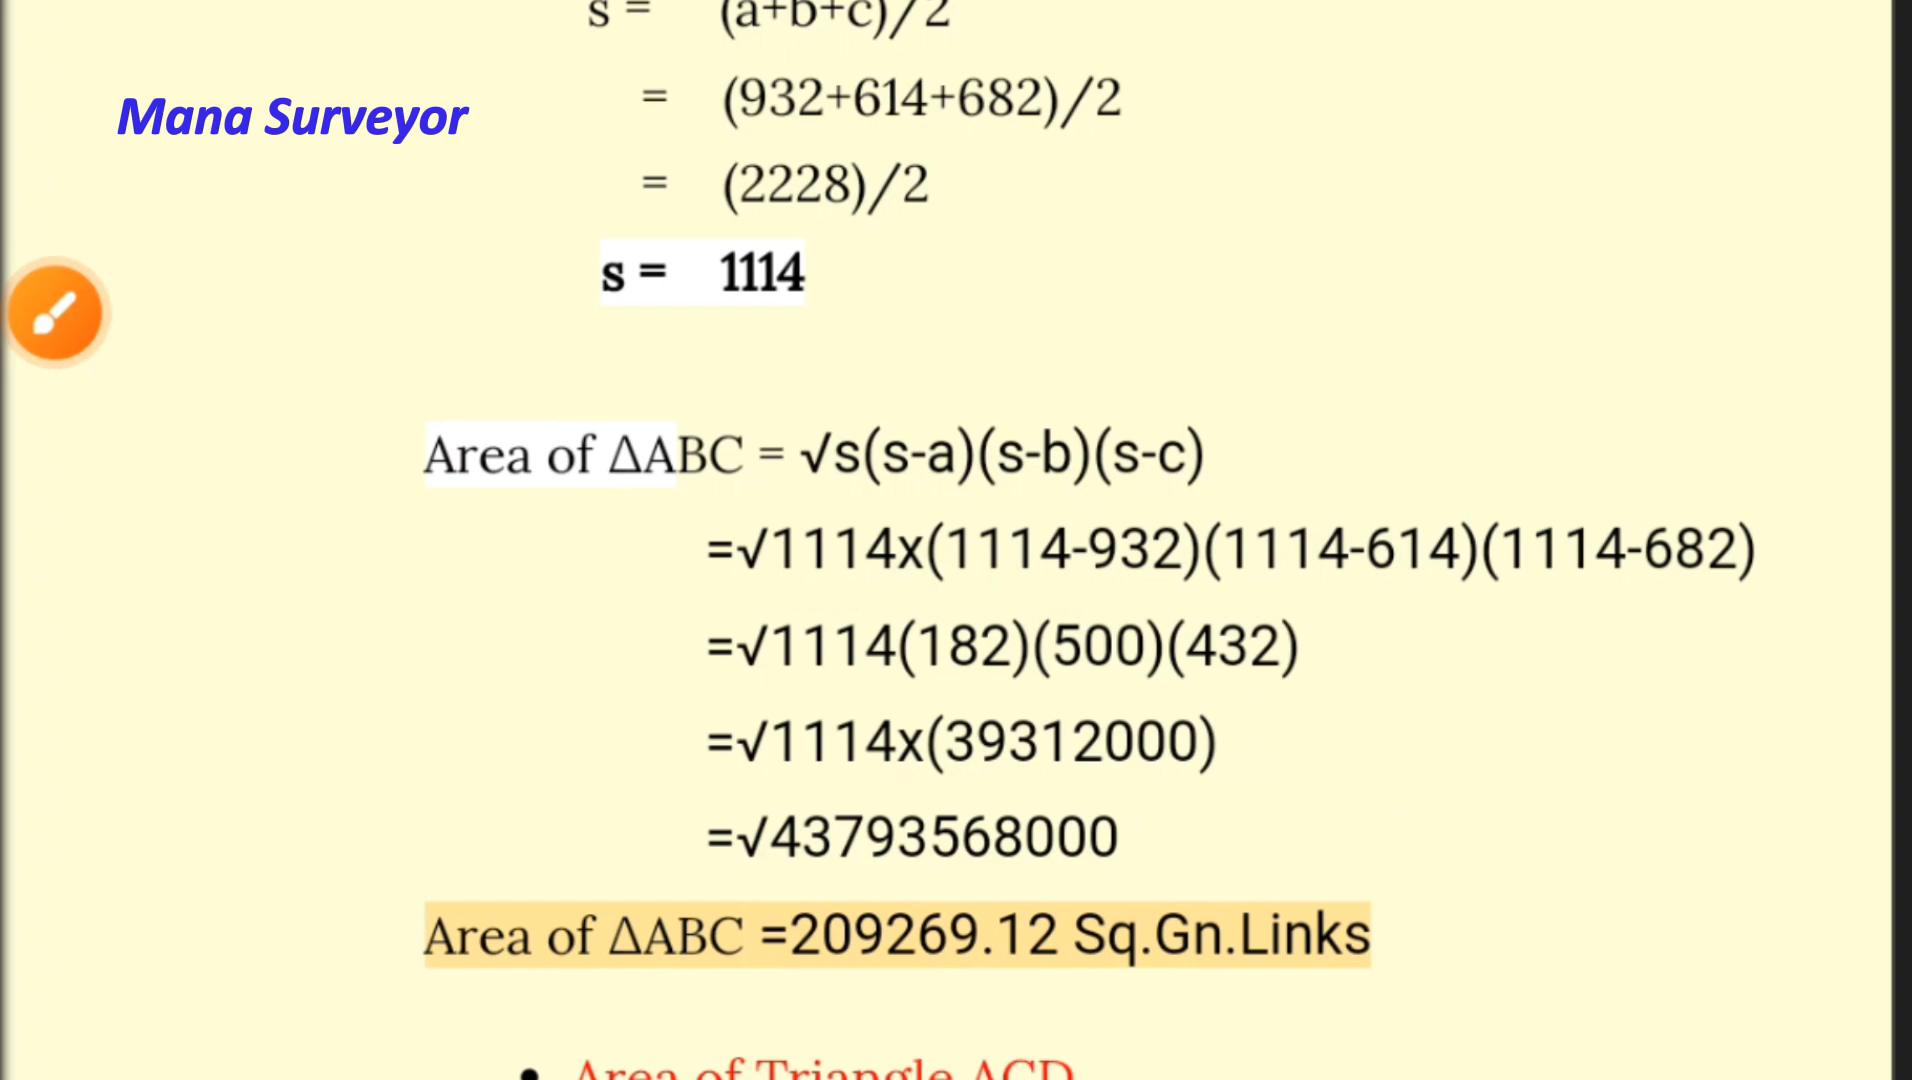 s = (a+b+c)/2
Mana Surveyor
= (932+614+682)/2
= (2228)/2
s = 1114
Area of ΔABC = √s(s-a)(s-b)(s-c)
=√1114x(1114-932)(1114-614)(1114-682)
=√1114(182)(500)(432)
=√1114x(39312000)
=√43793568000
Area of ΔABC =209269.12 Sq.Gn.Links
• Area of Triangle ACD